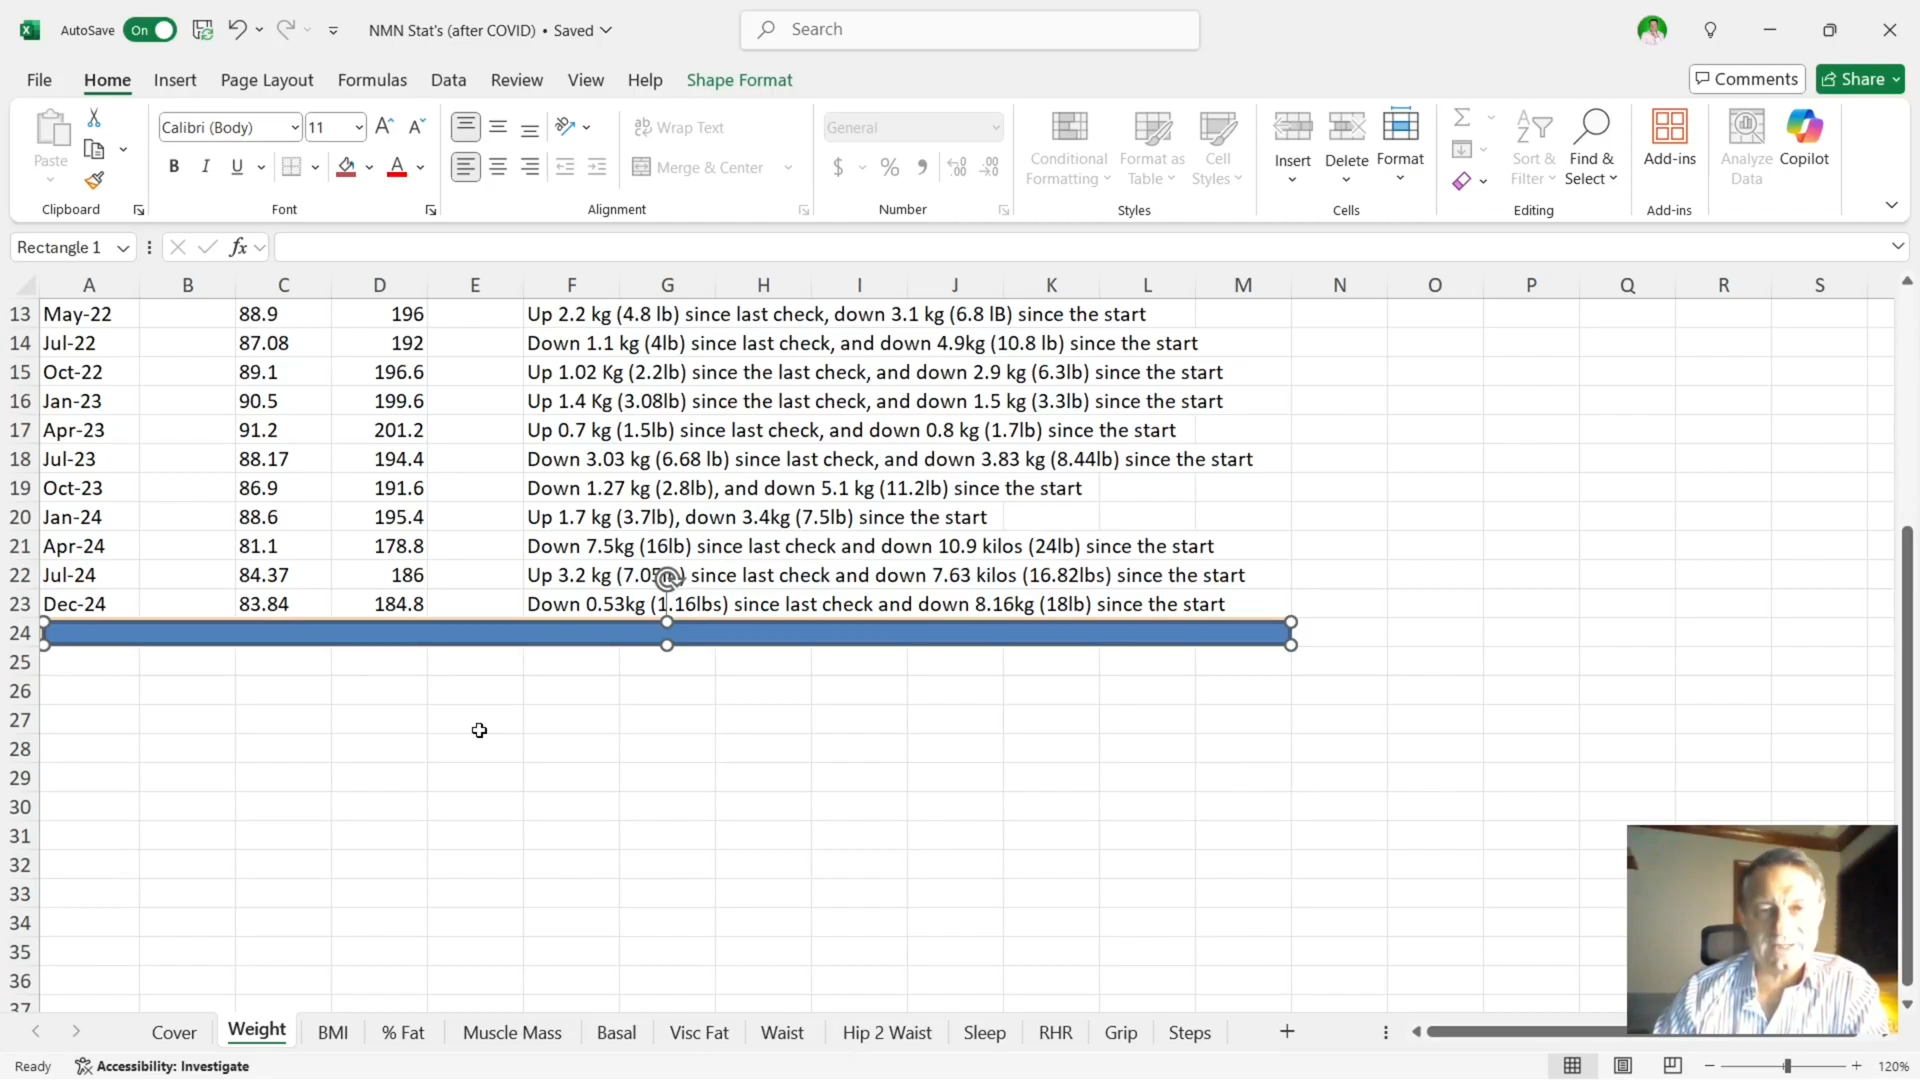 AutoSave On NMN Stat's (after COVID) • Saved Search
File Home Insert Page Layout Formulas Data Review View Help Shape Format Comments Share
Paste Calibri (Body) 11 Wrap Text General Conditional Formatting Format as Table Cell Styles Insert Delete Format Sort & Filter Find & Select Add-ins Analyze Data Copilot
B I U A Merge & Center $ % 9
Clipboard Font Alignment Number Styles Cells Editing Add-ins
Rectangle 1 fx
A B C D E F G H I J K L M N O P Q R S
13 May-22 88.9 196 Up 2.2 kg (4.8 lb) since last check, down 3.1 kg (6.8 lB) since the start
14 Jul-22 87.08 192 Down 1.1 kg (4lb) since last check, and down 4.9kg (10.8 lb) since the start
15 Oct-22 89.1 196.6 Up 1.02 Kg (2.2lb) since the last check, and down 2.9 kg (6.3lb) since the start
16 Jan-23 90.5 199.6 Up 1.4 Kg (3.08lb) since the last check, and down 1.5 kg (3.3lb) since the start
17 Apr-23 91.2 201.2 Up 0.7 kg (1.5lb) since last check, and down 0.8 kg (1.7lb) since the start
18 Jul-23 88.17 194.4 Down 3.03 kg (6.68 lb) since last check, and down 3.83 kg (8.44lb) since the start
19 Oct-23 86.9 191.6 Down 1.27 kg (2.8lb), and down 5.1 kg (11.2lb) since the start
20 Jan-24 88.6 195.4 Up 1.7 kg (3.7lb), down 3.4kg (7.5lb) since the start
21 Apr-24 81.1 178.8 Down 7.5kg (16lb) since last check and down 10.9 kilos (24lb) since the start
22 Jul-24 84.37 186 Up 3.2 kg since last check and down 7.63 kilos (16.82lbs) since the start
23 Dec-24 83.84 184.8 Down 0.53kg (1.16lbs) since last check and down 8.16kg (18lb) since the start
24
25
26
27
28
29
30
31
32
33
34
35
36
37
Cover Weight BMI % Fat Muscle Mass Basal Visc Fat Waist Hip 2 Waist Sleep RHR Grip Steps
Ready Accessibility: Investigate 120%